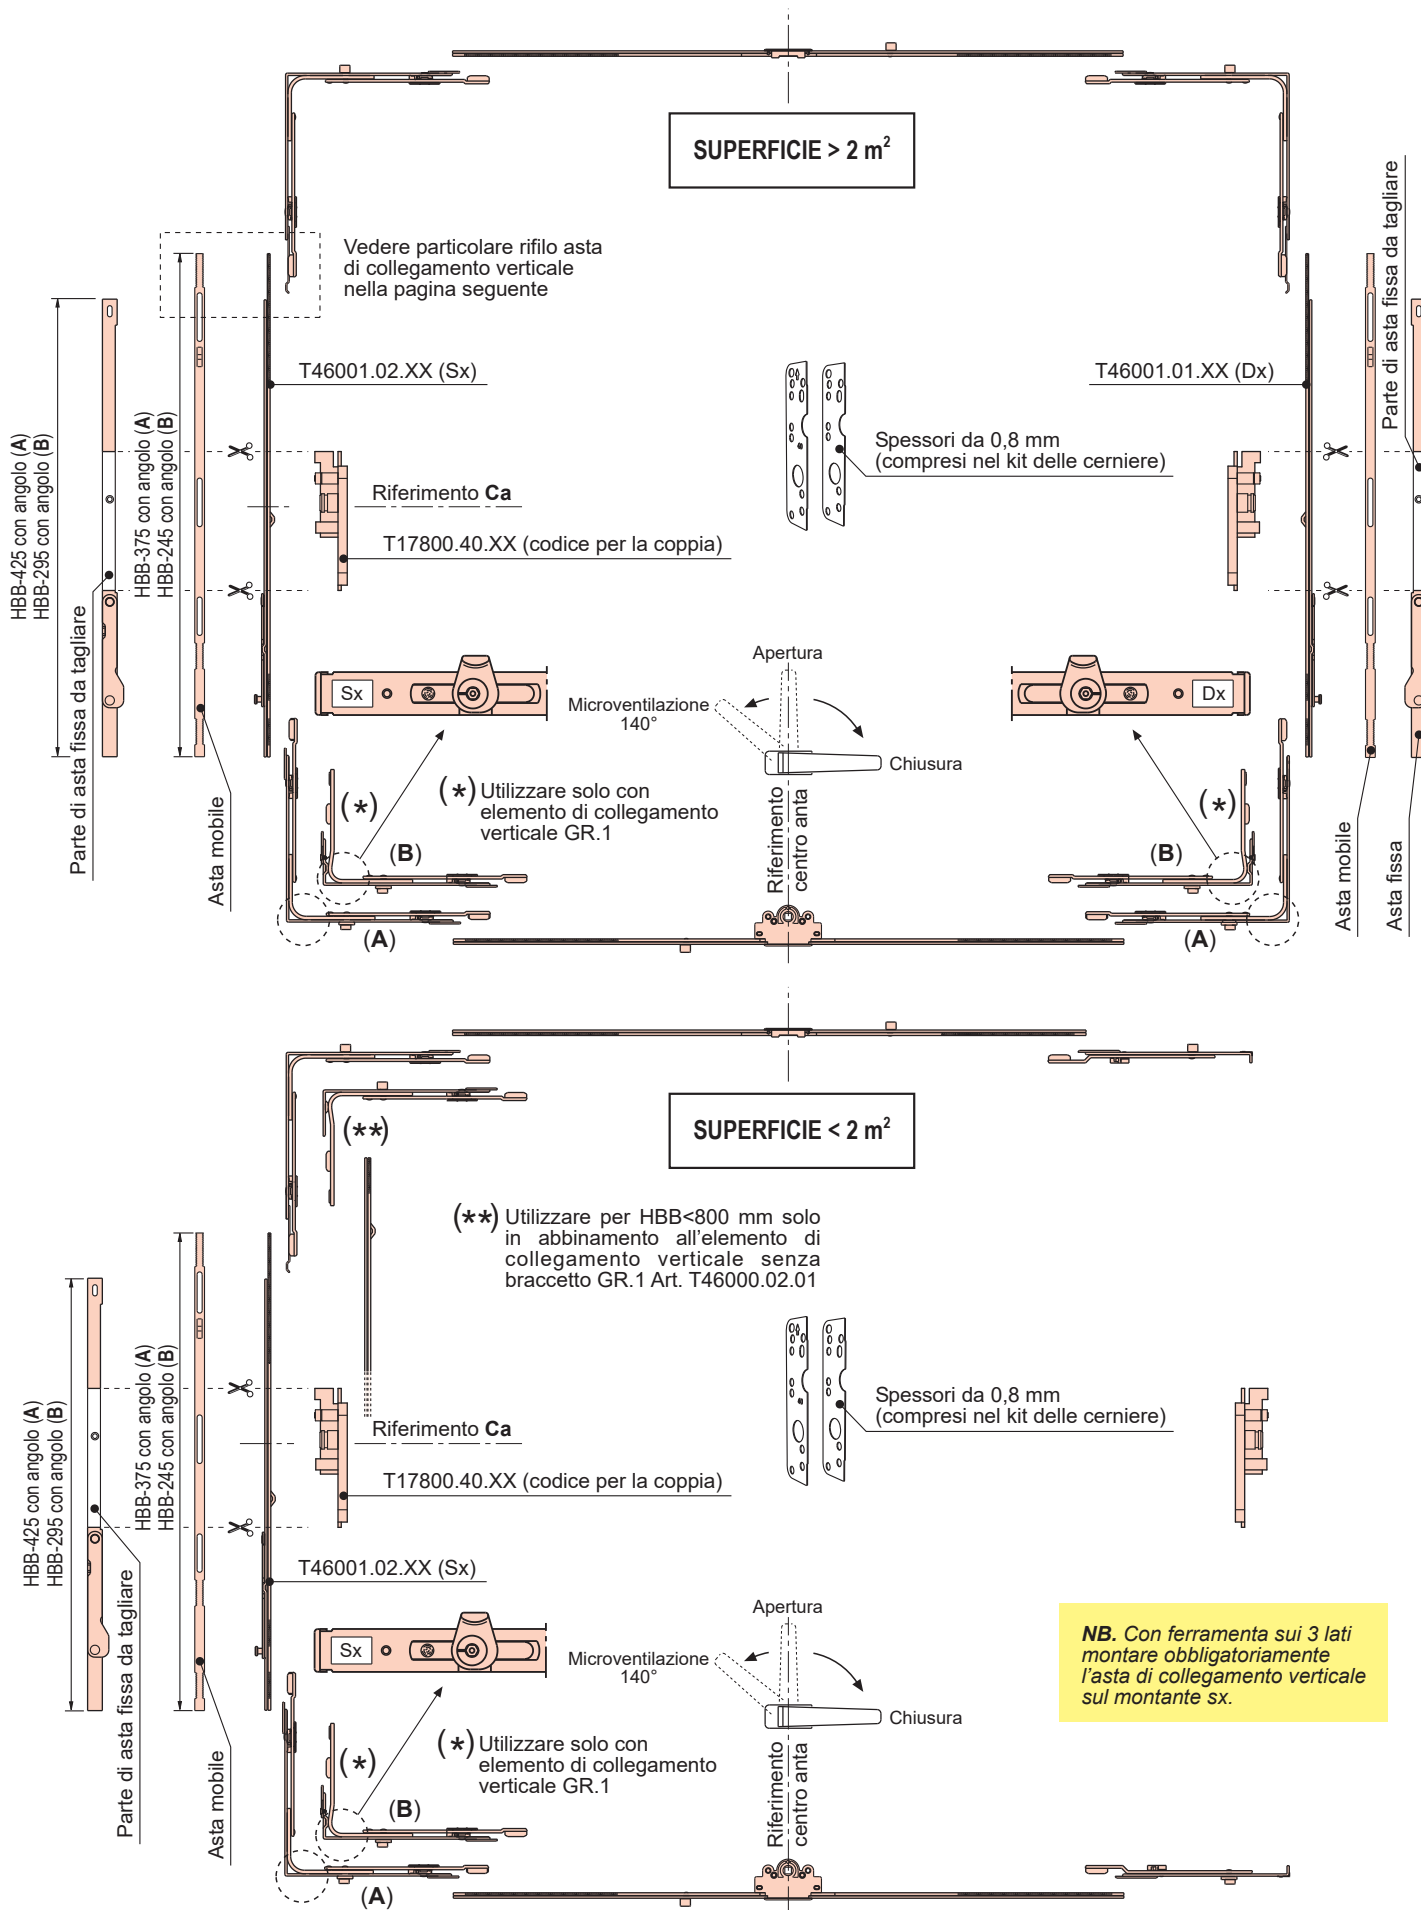 SUPERFICIE > 2 m²
Vedere particolare rifilo asta
di collegamento verticale
nella pagina seguente
T46001.02.XX (Sx)
T46001.01.XX (Dx)
Parte di asta fissa da tagliare
Spessori da 0,8 mm
(compresi nel kit delle cerniere)
HBB-425 con angolo (A)
HBB-295 con angolo (B)
HBB-375 con angolo (A)
HBB-245 con angolo (B)
Riferimento Ca
T17800.40.XX (codice per la coppia)
Parte di asta fissa da tagliare
Asta mobile
Sx
Apertura
Microventilazione
140°
Chiusura
Dx
(*)
(*) Utilizzare solo con
elemento di collegamento
verticale GR.1
(*)
(B)
(B)
Riferimento
centro anta
(A)
(A)
Asta mobile
Asta fissa
SUPERFICIE < 2 m²
(**)
(**) Utilizzare per HBB<800 mm solo
in abbinamento all'elemento di
collegamento verticale senza
braccetto GR.1 Art. T46000.02.01
Spessori da 0,8 mm
(compresi nel kit delle cerniere)
HBB-425 con angolo (A)
HBB-295 con angolo (B)
HBB-375 con angolo (A)
HBB-245 con angolo (B)
Riferimento Ca
T17800.40.XX (codice per la coppia)
T46001.02.XX (Sx)
Parte di asta fissa da tagliare
Asta mobile
Sx
Apertura
Microventilazione
140°
Chiusura
NB. Con ferramenta sui 3 lati
montare obbligatoriamente
l'asta di collegamento verticale
sul montante sx.
(*)
(*) Utilizzare solo con
elemento di collegamento
verticale GR.1
(B)
Riferimento
centro anta
(A)